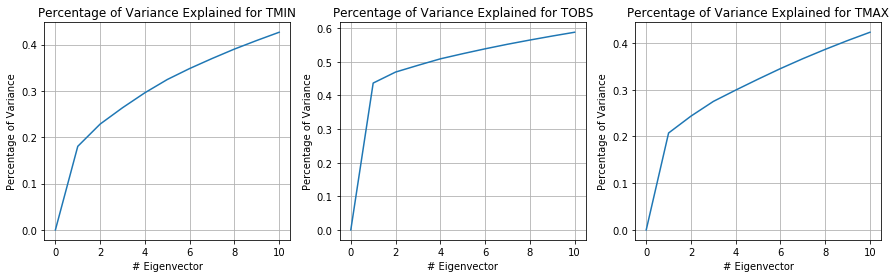 Percentage of Variance Explained for TMIN
Percentage of Variance
0.4
0.3
0.2
0.1
0.0
0 2 4 6 8 10
# Eigenvector
Percentage of Variance Explained for TOBS
Percentage of Variance
0.6
0.5
0.4
0.3
0.2
0.1
0.0
0 2 4 6 8 10
# Eigenvector
Percentage of Variance Explained for TMAX
Percentage of Variance
0.4
0.3
0.2
0.1
0.0
0 2 4 6 8 10
# Eigenvector